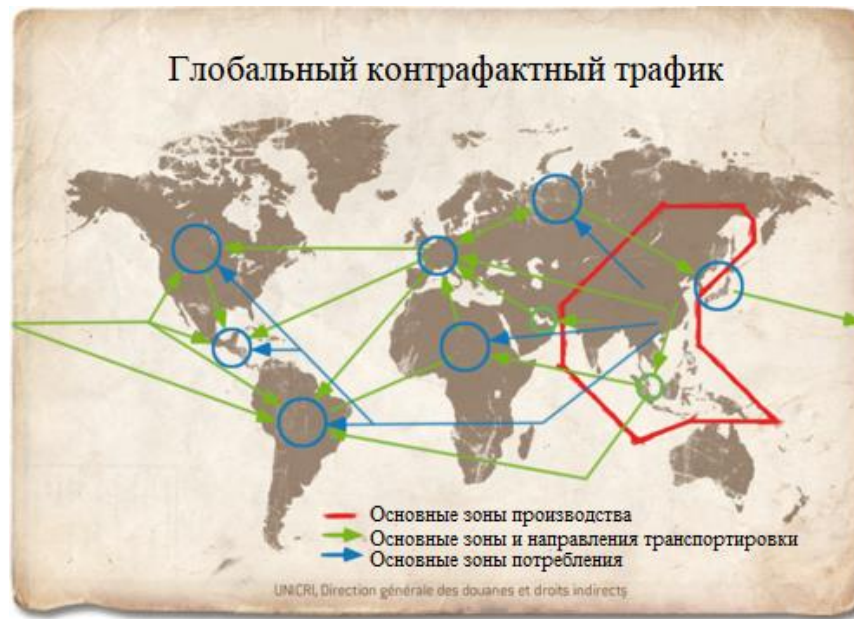 Глобальный контрафактный трафик
Основные зоны производства
Основные зоны и направления транспортировки
Основные зоны потребления
UNICRI, Direction générale des douanes et droits indirects